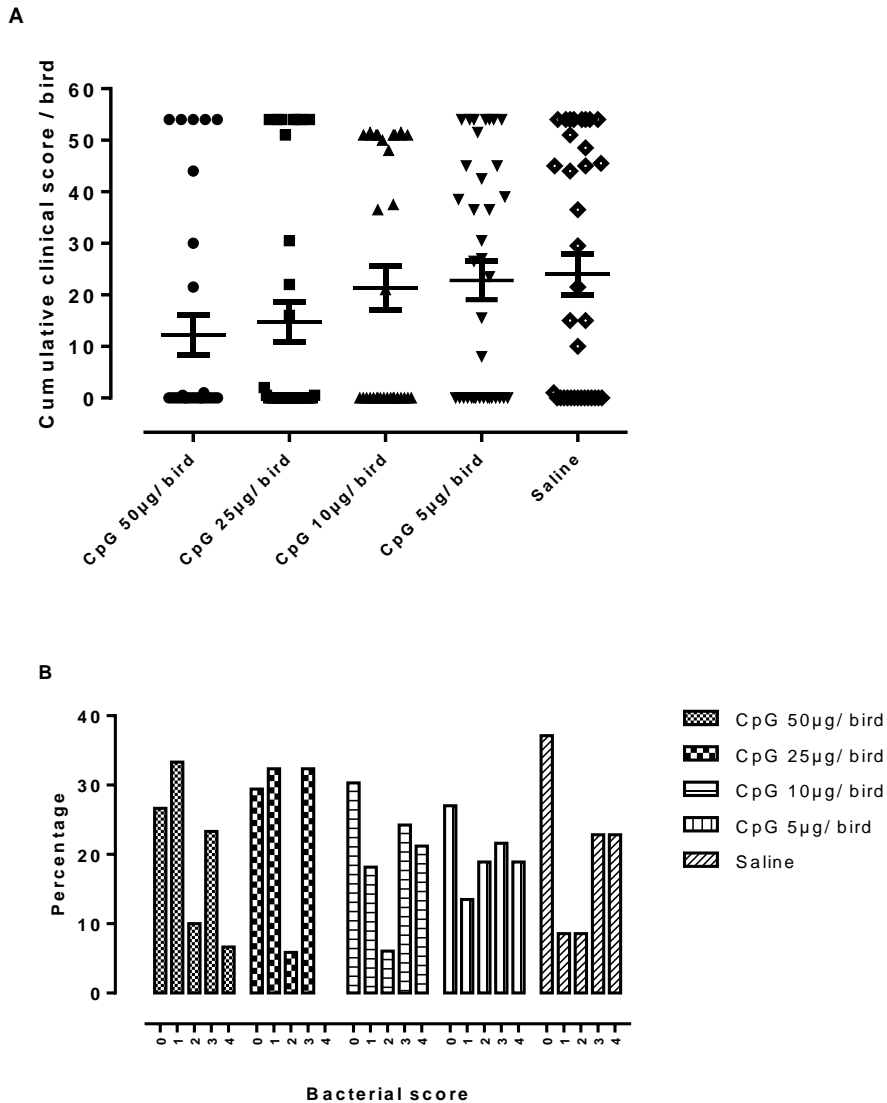 A
Cumulative clinical score / bird
60
50
40
30
20
10
0
CpG 50µg/ bird
CpG 25µg/ bird
CpG 10µg/ bird
CpG 5µg/ bird
Saline
B
Percentage
40
30
20
10
0
0 1 2 3 4 0 1 2 3 4 0 1 2 3 4 0 1 2 3 4 0 1 2 3 4
Bacterial score
CpG 50µg/ bird
CpG 25µg/ bird
CpG 10µg/ bird
CpG 5µg/ bird
Saline